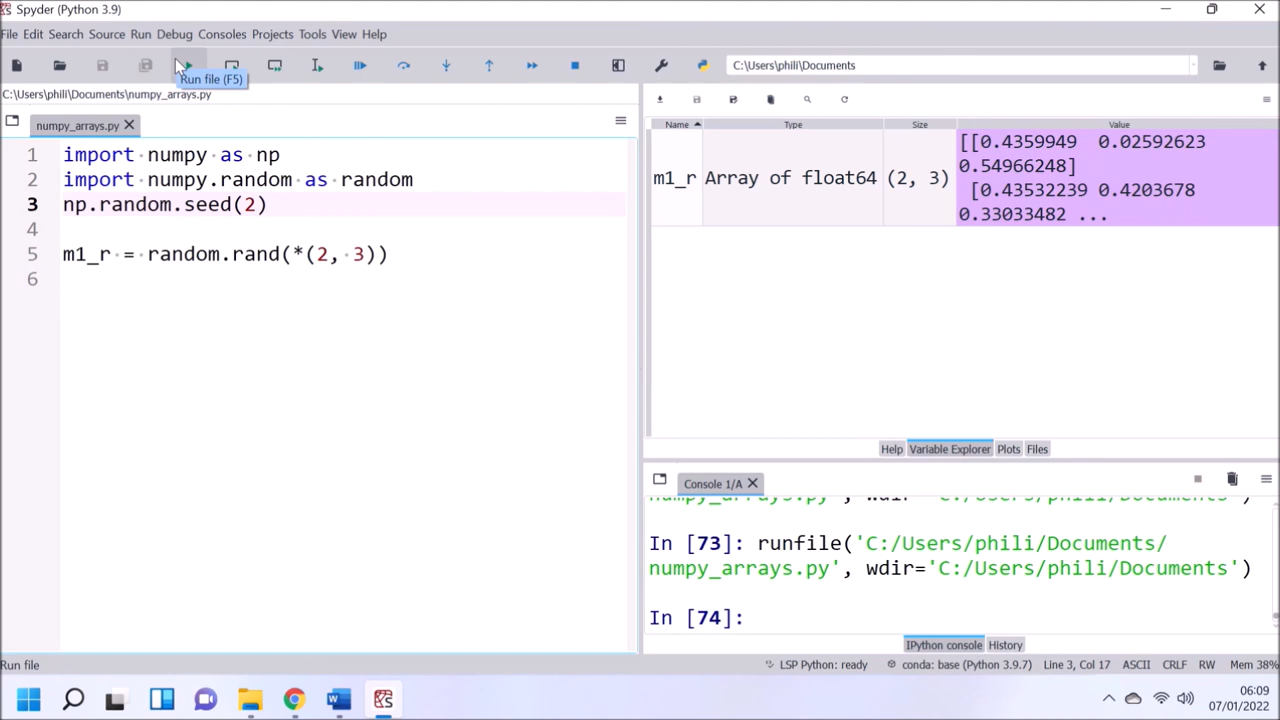 Spyder (Python 3.9)
File Edit Search Source Run Debug Consoles Projects Tools View Help
C:\Users\phili\Documents
Run file (F5)
C:\Users\phili\Documents\numpy_arrays.py
numpy_arrays.py
1 import numpy as np
2 import numpy.random as random
3 np.random.seed(2)
4
5 m1_r = random.rand(*(2, 3))
6
Name Type Size Value
m1_r Array of float64 (2, 3)
[[0.4359949 0.02592623
0.54966248]
[0.43532239 0.4203678
0.33033482 ...
Help Variable Explorer Plots Files
Console 1/A
numpy_arrays.py', wdir='C:/Users/phili/Documents')
In [73]: runfile('C:/Users/phili/Documents/
numpy_arrays.py', wdir='C:/Users/phili/Documents')
In [74]:
IPython console History
Run file
LSP Python: ready conda: base (Python 3.9.7) Line 3, Col 17 ASCII CRLF RW Mem 38%
06:09
07/01/2022